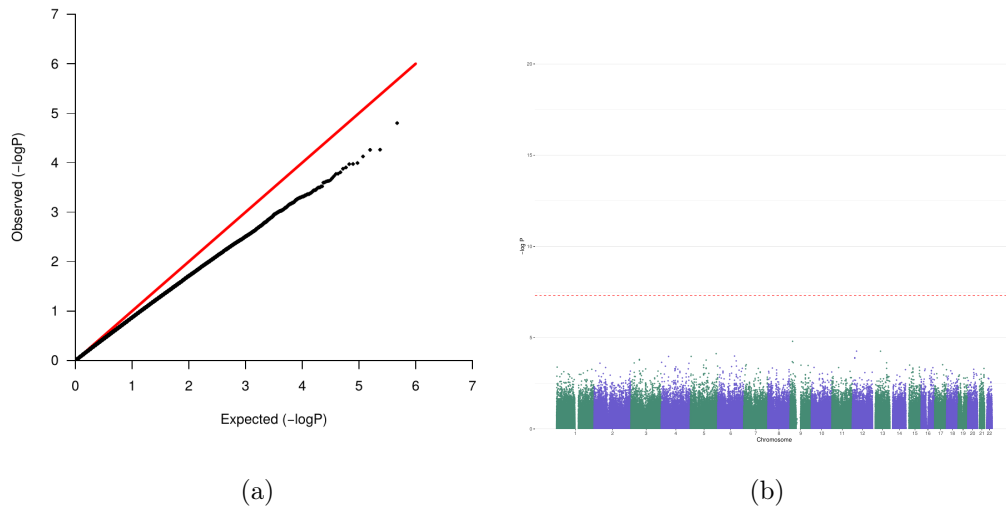 7
6
5
4
3
2
1
0
Observed (−logP)
0 1 2 3 4 5 6 7
Expected (−logP)
(a)
20
15
10
5
0
-log P
1 2 3 4 5 6 7 8 9 10 11 12 13 14 15 16 17 18 19 20 21 22
Chromosome
(b)